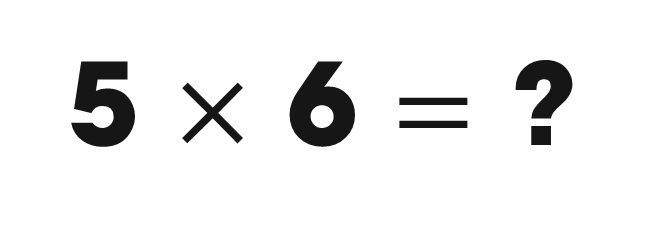 5 × 6 = ?